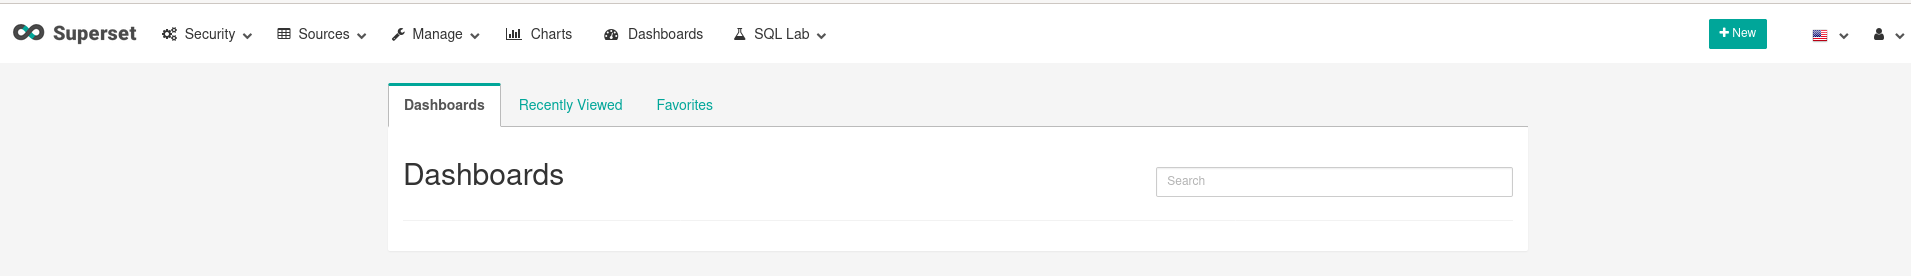 Superset Security Sources Manage Charts Dashboards SQL Lab + New
Dashboards Recently Viewed Favorites
Dashboards
Search